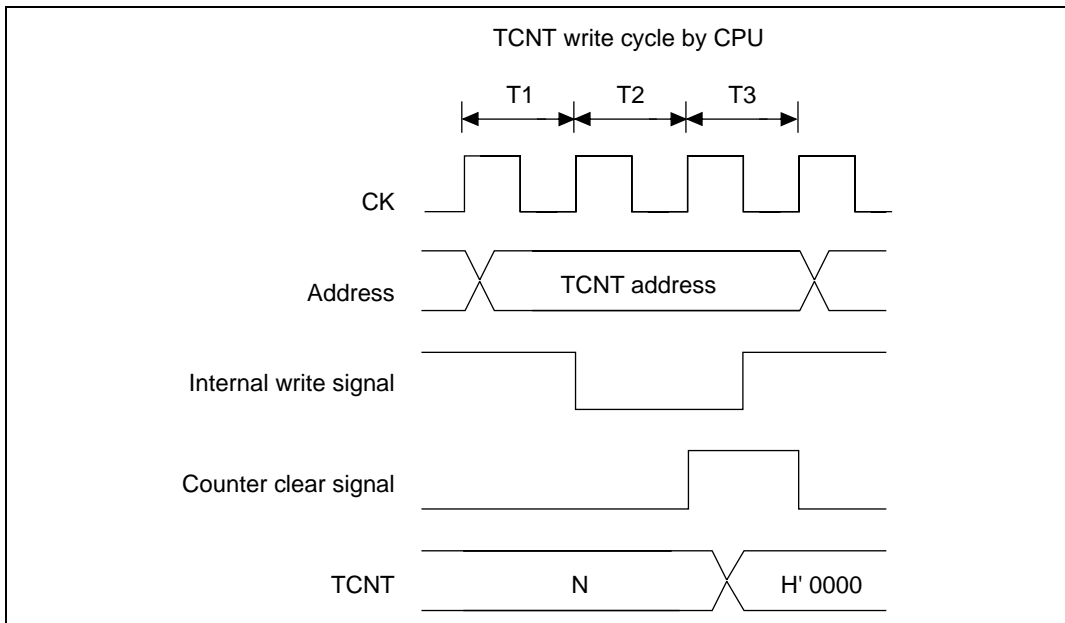 TCNT write cycle by CPU
T1 T2 T3
CK
Address TCNT address
Internal write signal
Counter clear signal
TCNT N H' 0000